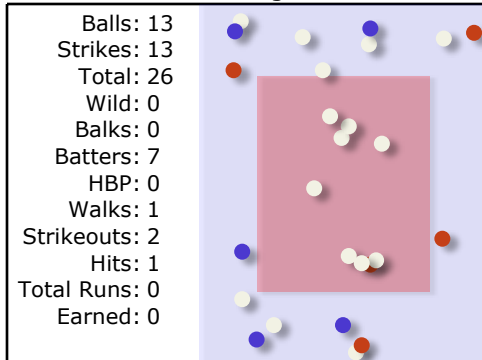 Balls: 13
Strikes: 13
Total: 26
Wild: 0
Balks: 0
Batters: 7
HBP: 0
Walks: 1
Strikeouts: 2
Hits: 1
Total Runs: 0
Earned: 0